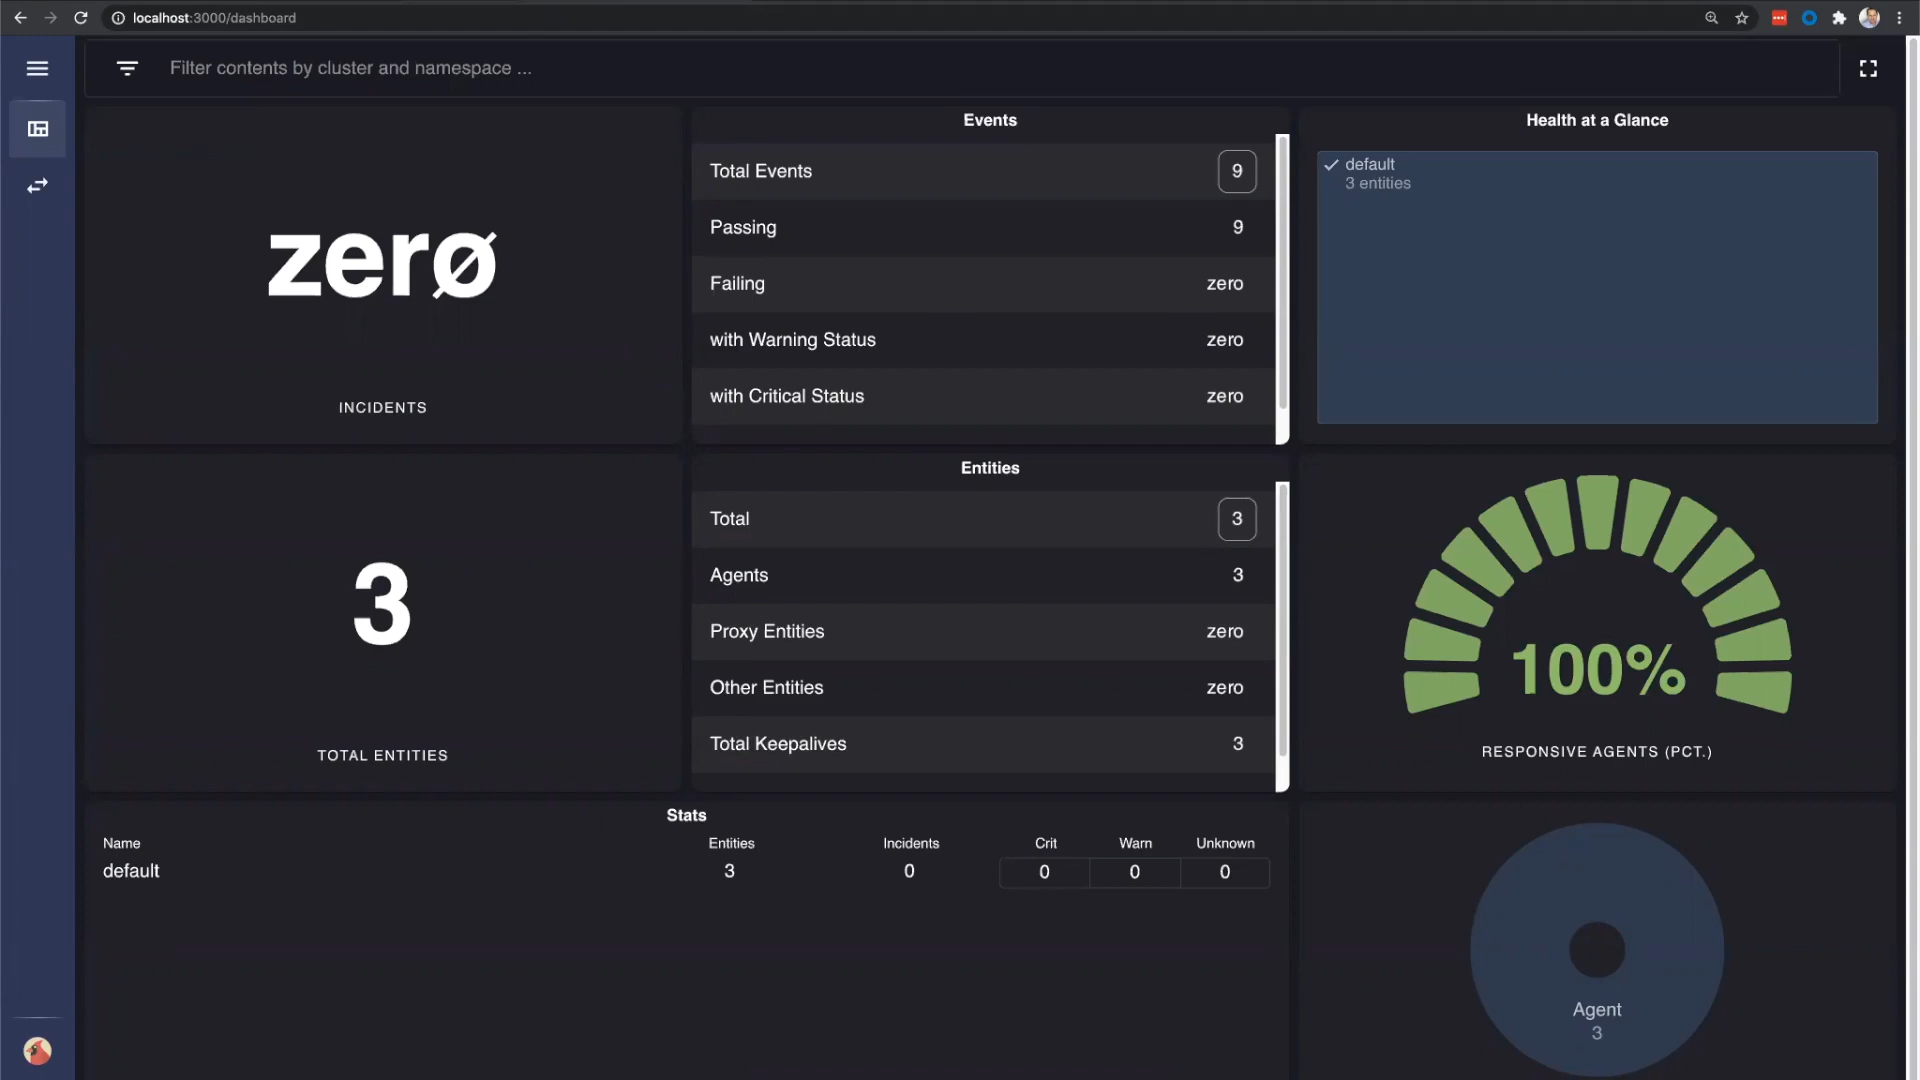 localhost:3000/dashboard
Filter contents by cluster and namespace ...
zerø
INCIDENTS
Events
Total Events 9
Passing 9
Failing zero
with Warning Status zero
with Critical Status zero
Health at a Glance
default
3 entities
3
TOTAL ENTITIES
Entities
Total 3
Agents 3
Proxy Entities zero
Other Entities zero
Total Keepalives 3
100%
RESPONSIVE AGENTS (PCT.)
Stats
Name Entities Incidents Crit Warn Unknown
default 3 0 0 0 0
Agent
3